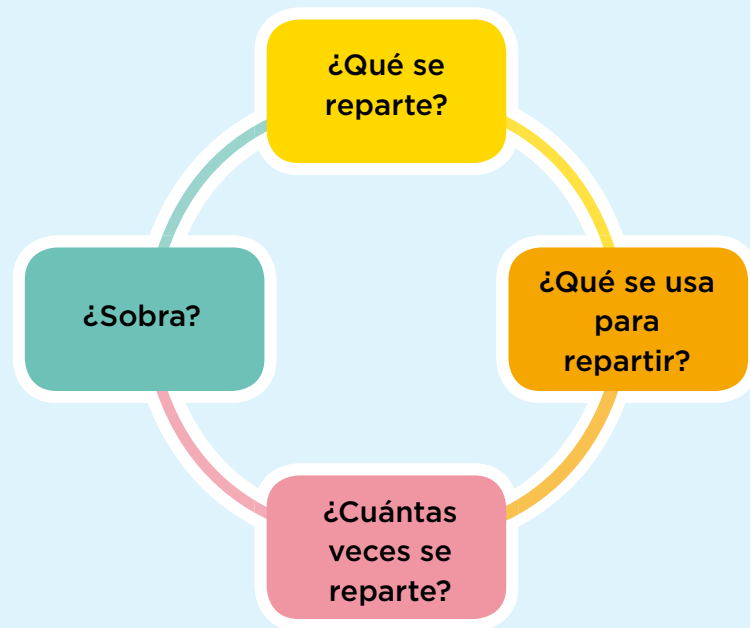 ¿Qué se
reparte?
¿Qué se usa
para
repartir?
¿Cuántas
veces se
reparte?
¿Sobra?